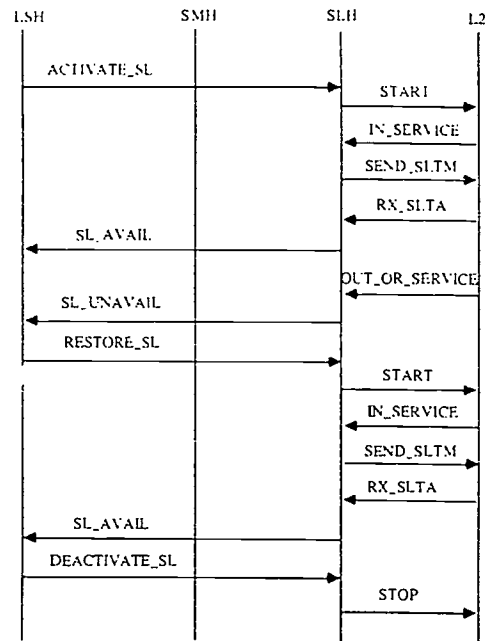 LSH SMH SLH L2
ACTIVATE_SL
START
IN_SERVICE
SEND_SLTM
RX_SLTA
SL_AVAIL
OUT_OR_SERVICE
SL_UNAVAIL
RESTORE_SL
START
IN_SERVICE
SEND_SLTM
RX_SLTA
SL_AVAIL
DEACTIVATE_SL
STOP